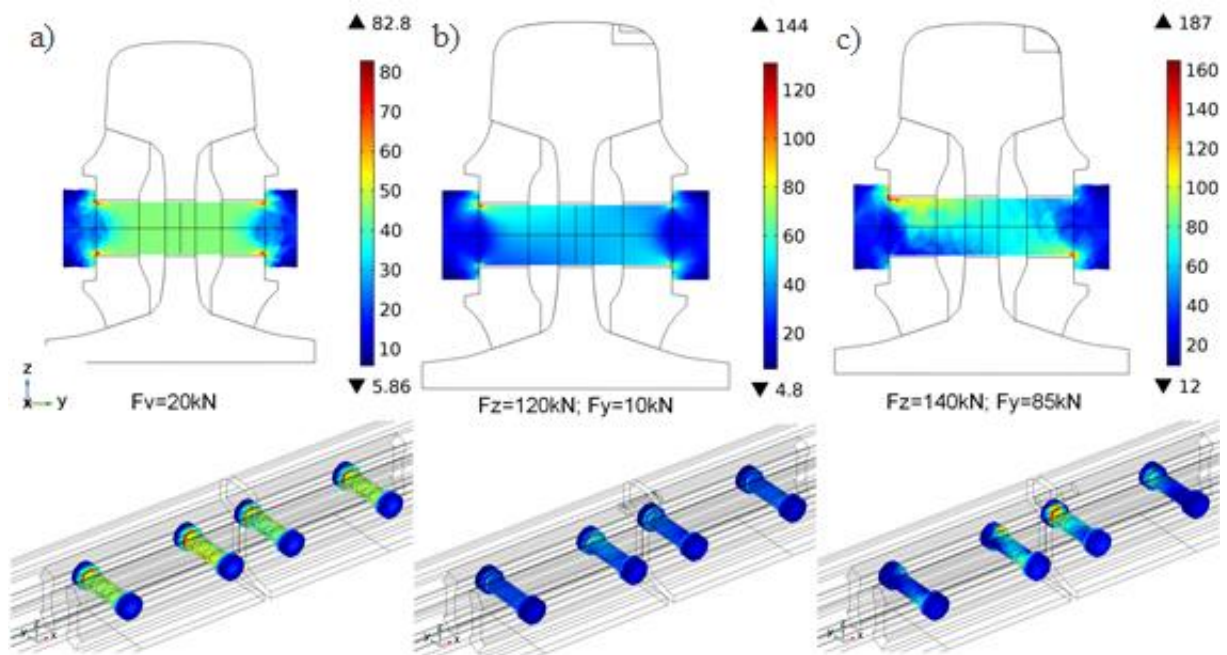 a)
▲ 82.8
80
70
60
50
40
30
20
10
▼ 5.86
z
x
y
Fv=20kN
b)
▲ 144
120
100
80
60
40
20
▼ 4.8
Fz=120kN; Fy=10kN
c)
▲ 187
160
140
120
100
80
60
40
20
▼ 12
Fz=140kN; Fy=85kN
y z x
y z x
y z x